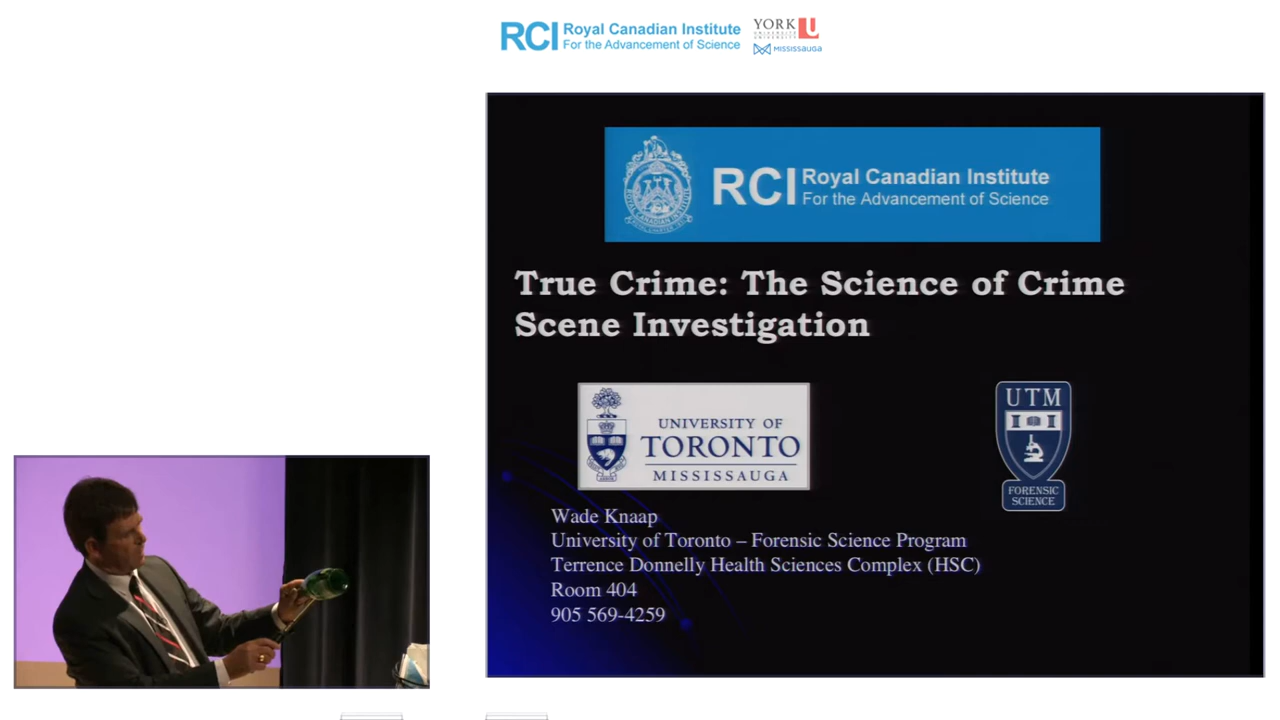 RCI Royal Canadian Institute
For the Advancement of Science
YORK U
MISSISSAUGA
RCI Royal Canadian Institute
For the Advancement of Science
True Crime: The Science of Crime
Scene Investigation
UNIVERSITY OF
TORONTO
MISSISSAUGA
UTM
FORENSIC
SCIENCE
Wade Knaap
University of Toronto – Forensic Science Program
Terrence Donnelly Health Sciences Complex (HSC)
Room 404
905 569-4259